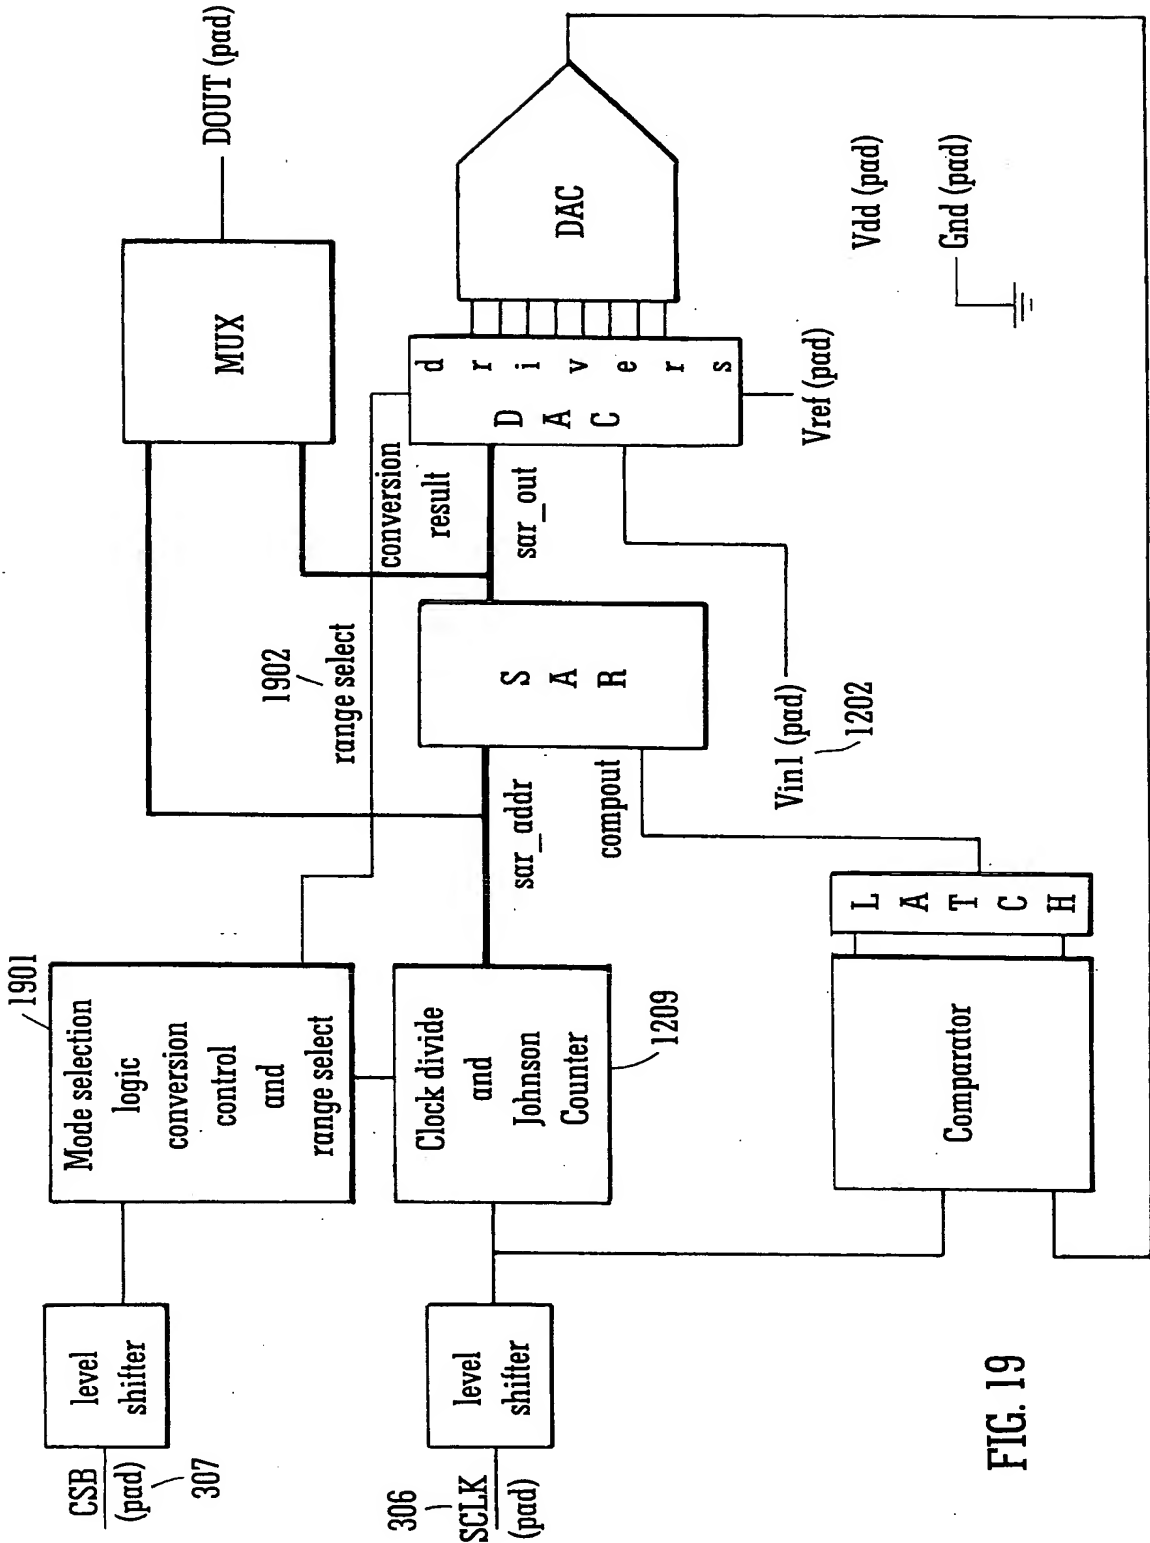 CSB
(pad)
307
level
shifter
1901
Mode selection
logic
conversion
control
and
range select
306
SCLK
(pad)
level
shifter
Clock divide
and
Johnson
Counter
1209
1902
range select
sar_addr
compout
S
A
R
conversion
result
sar_out
MUX
DOUT (pad)
D
A
C
d
r
i
v
e
r
s
DAC
Vref (pad)
Vin1 (pad)
1202
Comparator
L
A
T
C
H
Vdd (pad)
Gnd (pad)
FIG. 19